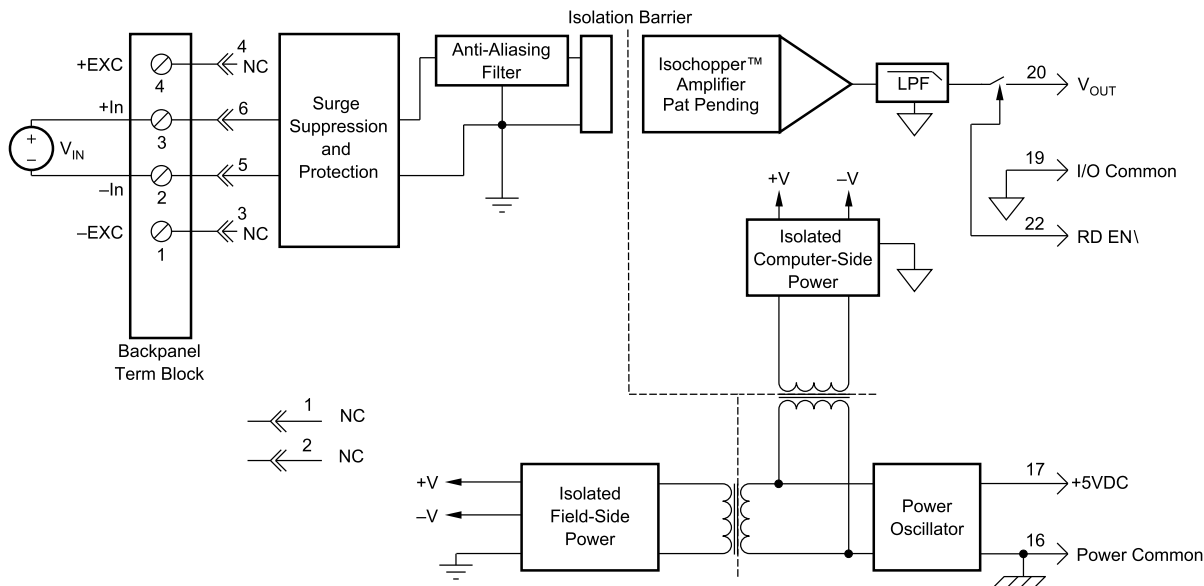 Isolation Barrier
+EXC
4
4
NC
+In
3
6
+
–
VIN
–In
2
5
–EXC
1
3
NC
Backpanel
Term Block
Surge
Suppression
and
Protection
Anti-Aliasing
Filter
Isochopper™
Amplifier
Pat Pending
LPF
20
VOUT
19
I/O Common
22
RD EN\
+V
–V
Isolated
Computer-Side
Power
1
NC
2
NC
+V
–V
Isolated
Field-Side
Power
Power
Oscillator
17
+5VDC
16
Power Common